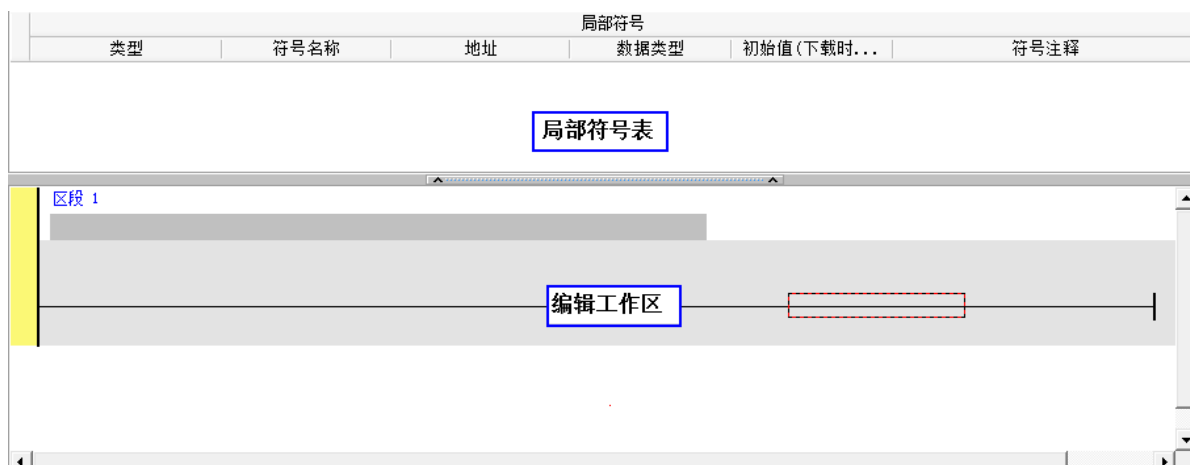 局部符号
类型 符号名称 地址 数据类型 初始值(下载时... 符号注释
局部符号表
区段 1
编辑工作区